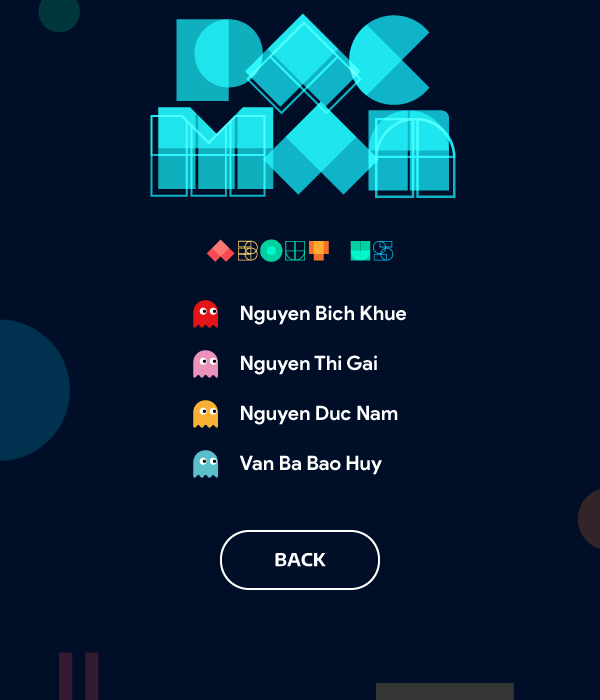 PAC
MAN
ABOUT US
Nguyen Bich Khue
Nguyen Thi Gai
Nguyen Duc Nam
Van Ba Bao Huy
BACK